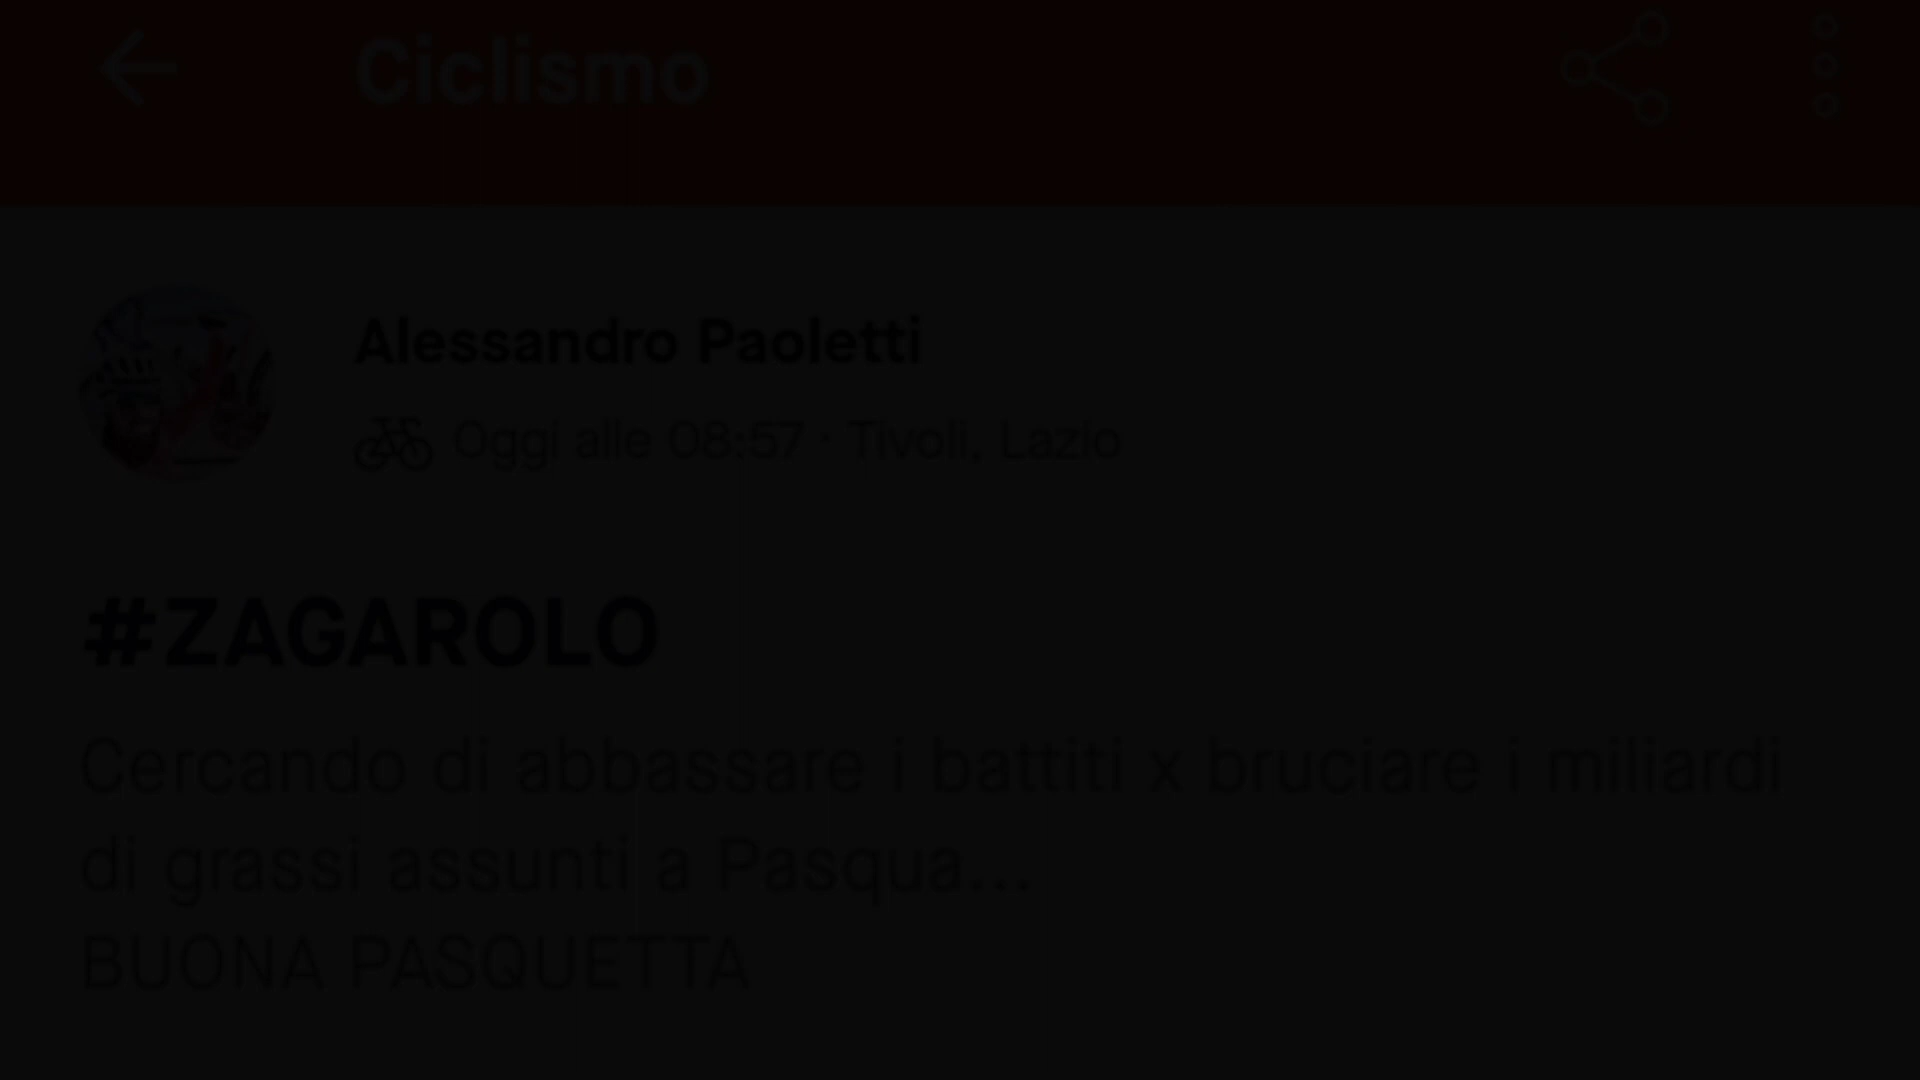 Ciclismo
Alessandro Paoletti
Oggi alle 08:57 · Tivoli, Lazio
#ZAGAROLO
Cercando di abbassare i battiti x bruciare i miliardi
di grassi assunti a Pasqua...
BUONA PASQUETTA